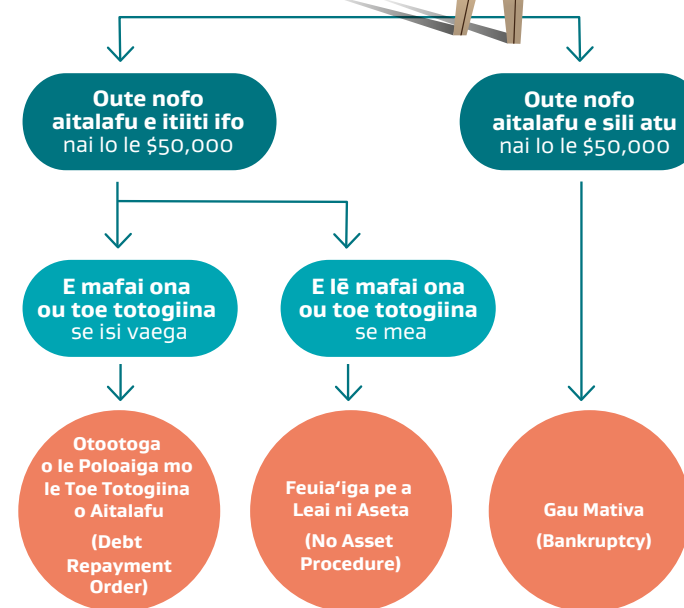 Oute nofo
aitalafu e itiiti ifo
nai lo le $50,000
Oute nofo
aitalafu e sili atu
nai lo le $50,000
E mafai ona
ou toe totogiina
se isi vaega
E lē mafai ona
ou toe totogiina
se mea
Otootoga
o le Poloaiga mo
le Toe Totogiina
o Aitalafu
(Debt
Repayment
Order)
Feuia‘iga pe a
Leai ni Aseta
(No Asset
Procedure)
Gau Mativa
(Bankruptcy)